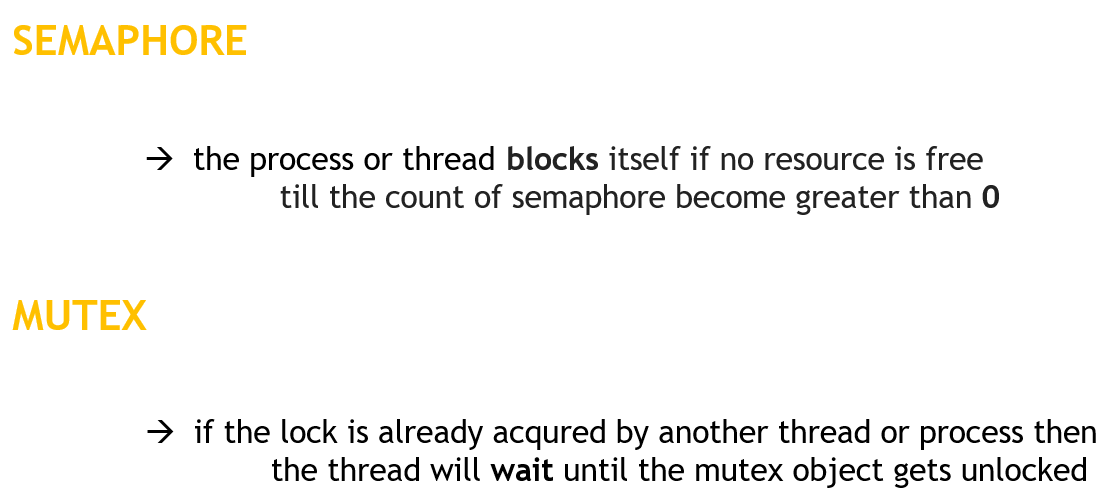 SEMAPHORE
→ the process or thread blocks itself if no resource is free
till the count of semaphore become greater than 0
MUTEX
→ if the lock is already acqured by another thread or process then
the thread will wait until the mutex object gets unlocked